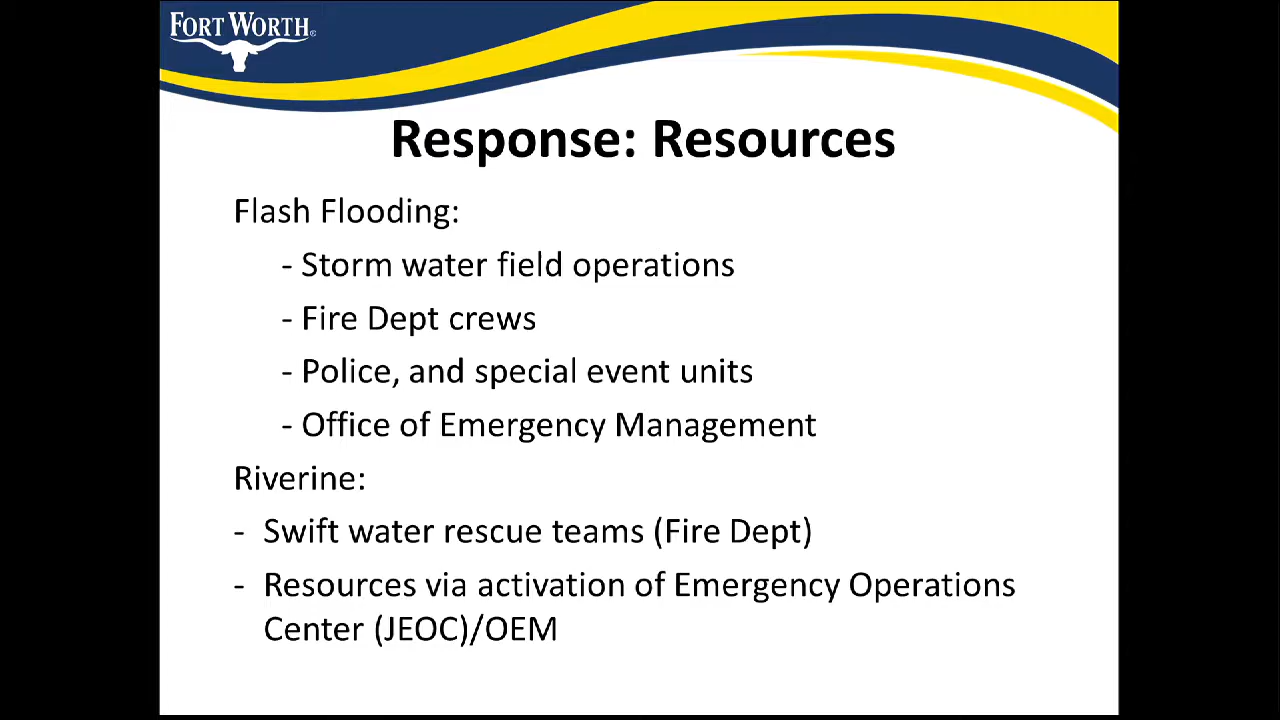 FORT WORTH®
Response: Resources
Flash Flooding:
- Storm water field operations
- Fire Dept crews
- Police, and special event units
- Office of Emergency Management
Riverine:
- Swift water rescue teams (Fire Dept)
- Resources via activation of Emergency Operations
Center (JEOC)/OEM